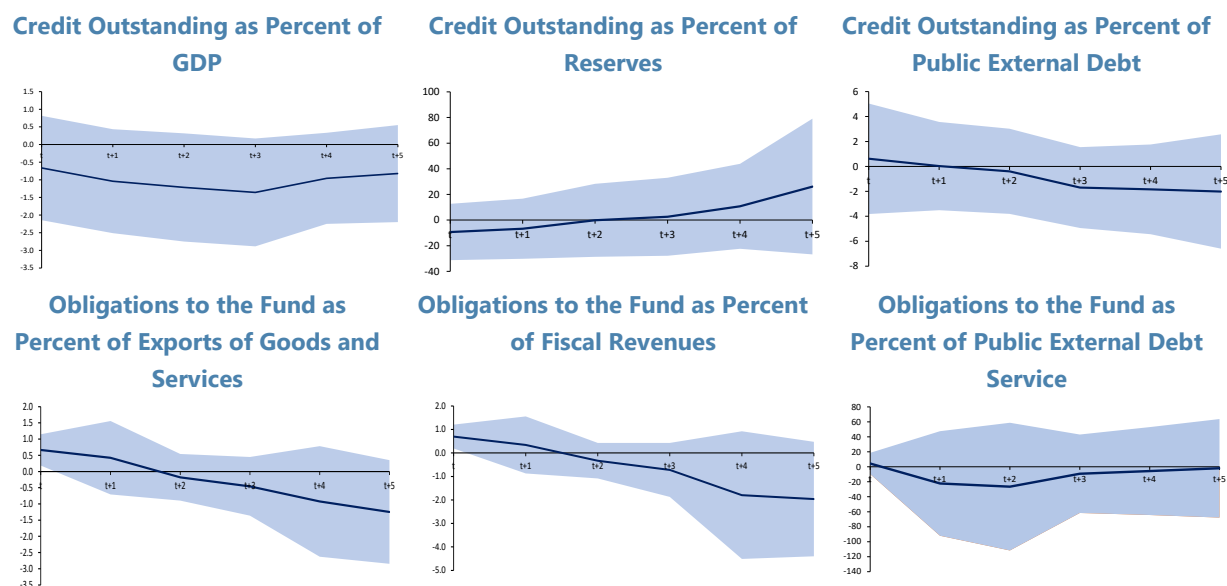 Credit Outstanding as Percent of
GDP
1.5
1.0
0.5
0.0
-0.5
-1.0
-1.5
-2.0
-2.5
-3.0
-3.5
t
t+1
t+2
t+3
t+4
t+5
Credit Outstanding as Percent of
Reserves
100
80
60
40
20
0
-20
-40
t
t+1
t+2
t+3
t+4
t+5
Credit Outstanding as Percent of
Public External Debt
6
4
2
0
-2
-4
-6
-8
t
t+1
t+2
t+3
t+4
t+5
Obligations to the Fund as
Percent of Exports of Goods and
Services
2.0
1.5
1.0
0.5
0.0
-0.5
-1.0
-1.5
-2.0
-2.5
-3.0
-3.5
t
t+1
t+2
t+3
t+4
t+5
Obligations to the Fund as Percent
of Fiscal Revenues
2.0
1.0
0.0
-1.0
-2.0
-3.0
-4.0
-5.0
t
t+1
t+2
t+3
t+4
t+5
Obligations to the Fund as
Percent of Public External Debt
Service
80
60
40
20
0
-20
-40
-60
-80
-100
-120
-140
t
t+1
t+2
t+3
t+4
t+5